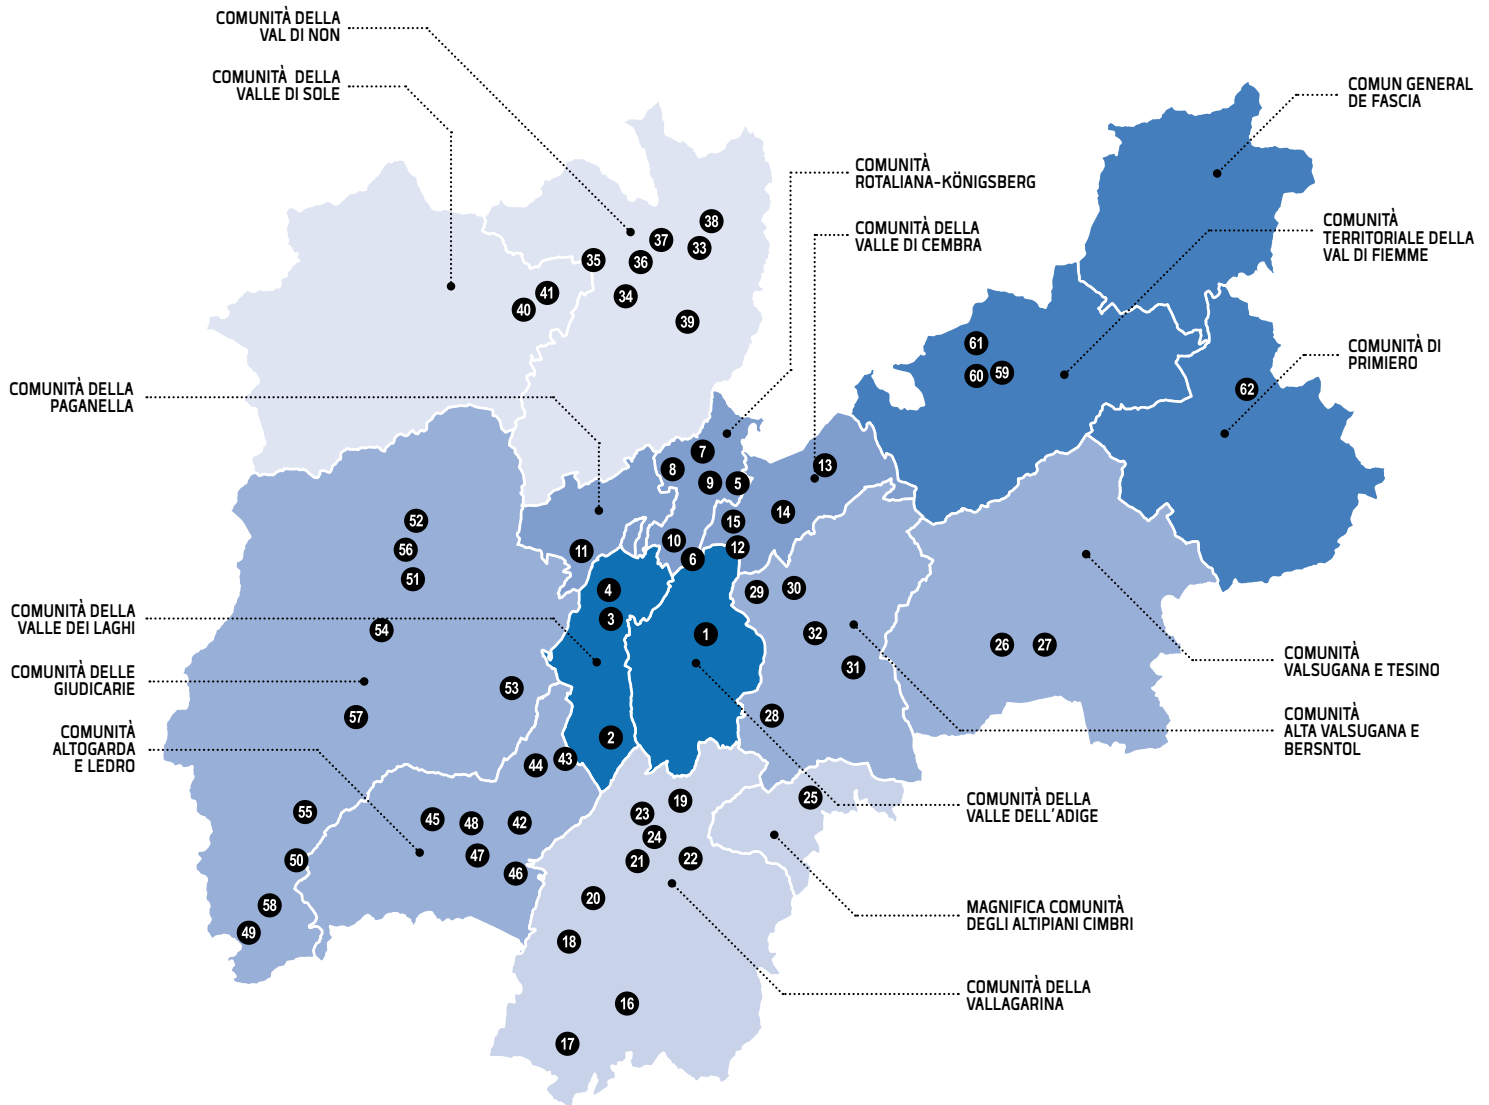 COMUNITÀ DELLA
VAL DI NON
COMUNITÀ DELLA
VALLE DI SOLE
COMUN GENERAL
DE FASCIA
COMUNITÀ
ROTALIANA-KÖNIGSBERG
COMUNITÀ DELLA
VALLE DI CEMBRA
COMUNITÀ
TERRITORIALE DELLA
VAL DI FIEMME
COMUNITÀ DI
PRIMIERO
COMUNITÀ DELLA
PAGANELLA
COMUNITÀ DELLA
VALLE DEI LAGHI
COMUNITÀ DELLE
GIUDICARIE
COMUNITÀ
ALTOGARDA
E LEDRO
COMUNITÀ
VALSUGANA E TESINO
COMUNITÀ
ALTA VALSUGANA E
BERSNTOL
COMUNITÀ DELLA
VALLE DELL'ADIGE
MAGNIFICA COMUNITÀ
DEGLI ALTIPIANI CIMBRI
COMUNITÀ DELLA
VALLAGARINA
38
37
33
35
36
41
34
40
39
61
60
59
62
7
8
9
5
13
52
15
14
56
10
12
11
6
51
4
29
30
3
54
1
32
26
27
31
53
57
28
2
43
44
25
19
55
45
48
42
23
24
47
21
22
50
46
20
58
49
18
16
17